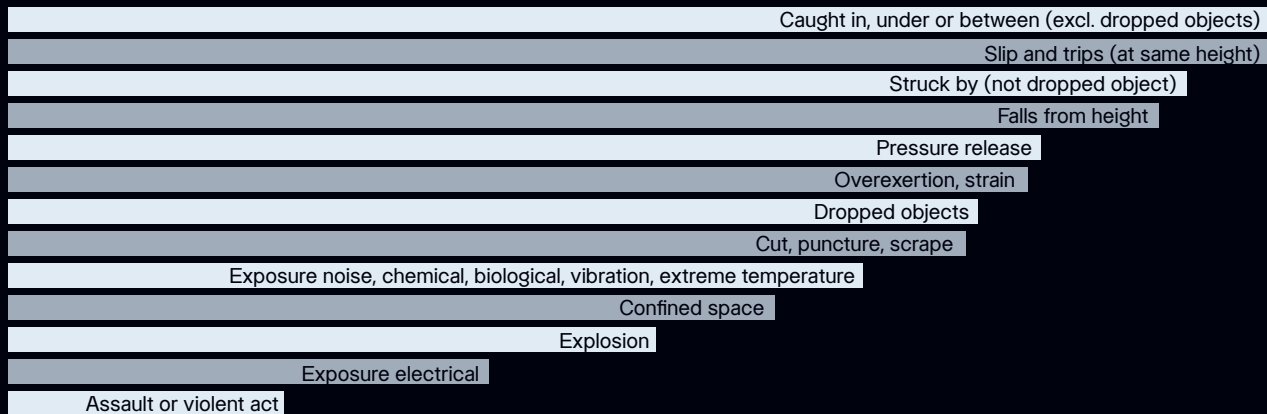 Caught in, under or between (excl. dropped objects)
Slip and trips (at same height)
Struck by (not dropped object)
Falls from height
Pressure release
Overexertion, strain
Dropped objects
Cut, puncture, scrape
Exposure noise, chemical, biological, vibration, extreme temperature
Confined space
Explosion
Exposure electrical
Assault or violent act